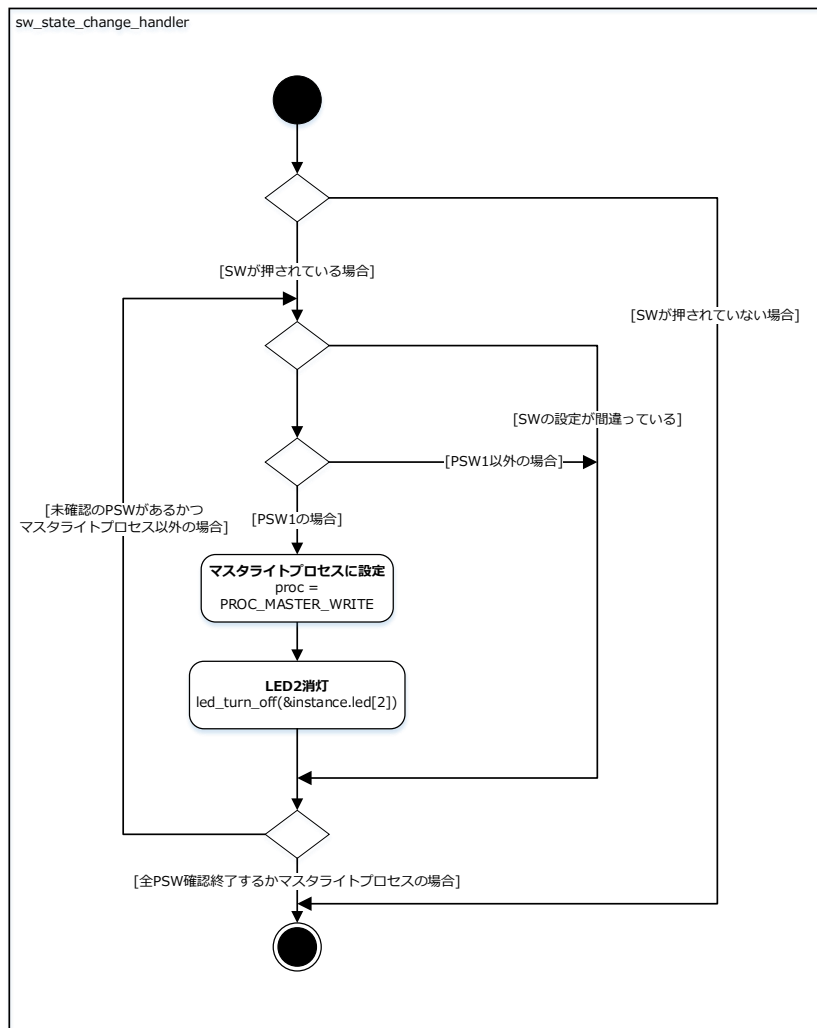 sw_state_change_handler
[SWが押されている場合]
[SWが押されていない場合]
[SWの設定が間違っている]
[PSW1以外の場合]
[未確認のPSWがあるかつ
マスタライトプロセス以外の場合]
[PSW1の場合]
マスタライトプロセスに設定
proc =
PROC_MASTER_WRITE
LED2消灯
led_turn_off(&instance.led[2])
[全PSW確認終了するかマスタライトプロセスの場合]